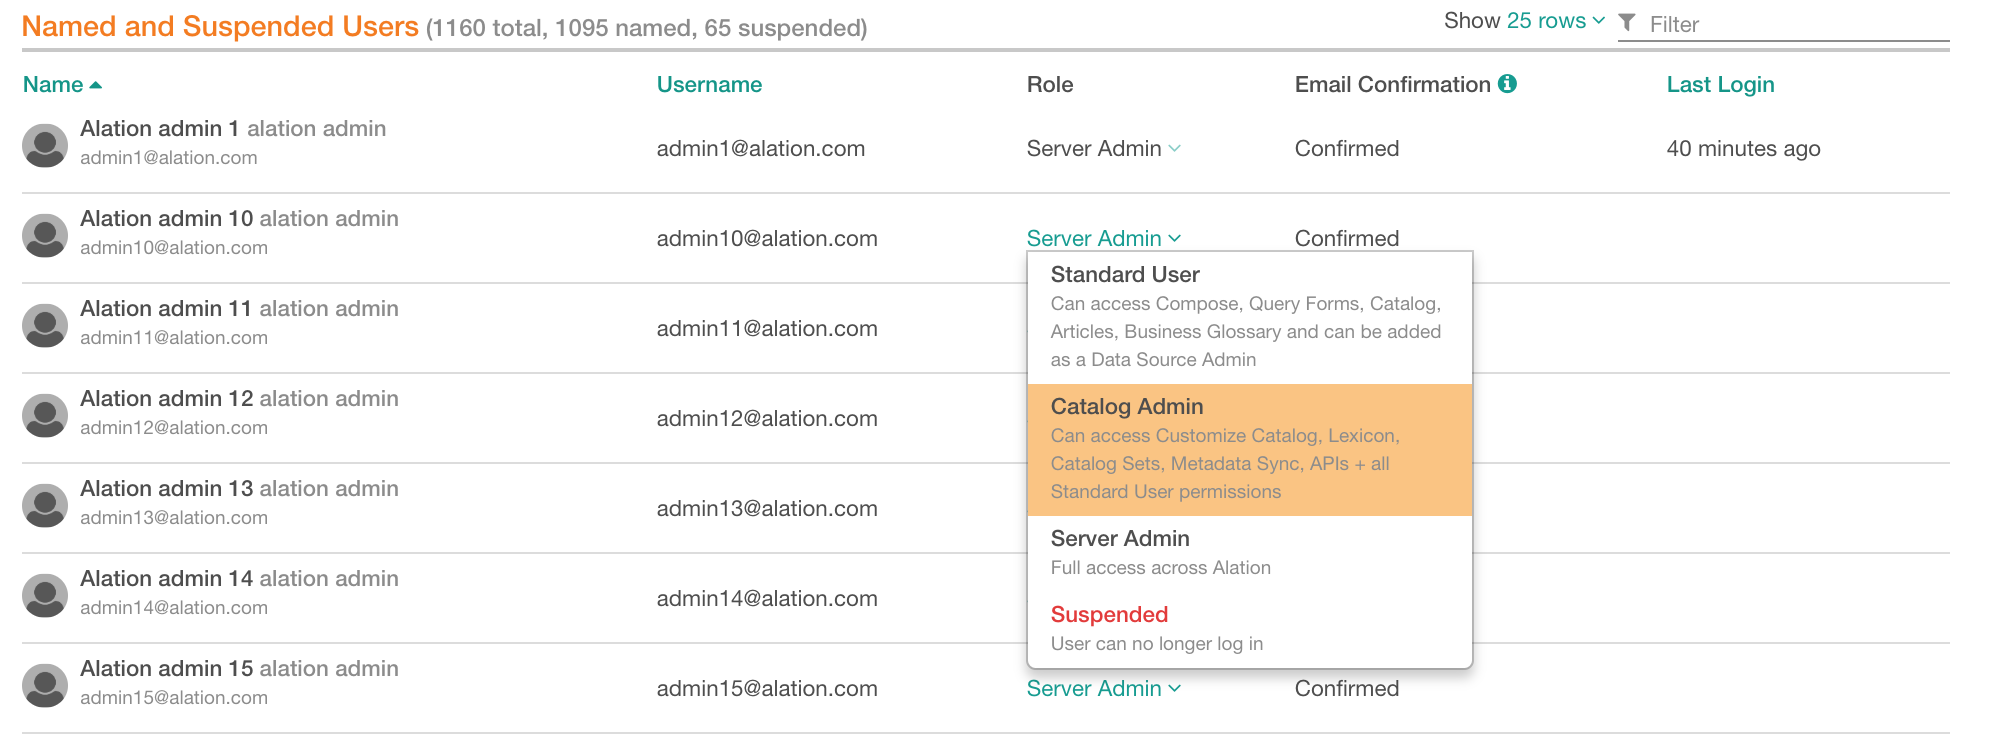 Named and Suspended Users (1160 total, 1095 named, 65 suspended)
Show 25 rows
Filter
Name
Username
Role
Email Confirmation
Last Login
Alation admin 1 alation admin
admin1@alation.com
admin1@alation.com
Server Admin
Confirmed
40 minutes ago
Alation admin 10 alation admin
admin10@alation.com
admin10@alation.com
Server Admin
Confirmed
Standard User
Can access Compose, Query Forms, Catalog,
Articles, Business Glossary and can be added
as a Data Source Admin
Catalog Admin
Can access Customize Catalog, Lexicon,
Catalog Sets, Metadata Sync, APIs + all
Standard User permissions
Server Admin
Full access across Alation
Suspended
User can no longer log in
Alation admin 11 alation admin
admin11@alation.com
admin11@alation.com
Alation admin 12 alation admin
admin12@alation.com
admin12@alation.com
Alation admin 13 alation admin
admin13@alation.com
admin13@alation.com
Alation admin 14 alation admin
admin14@alation.com
admin14@alation.com
Alation admin 15 alation admin
admin15@alation.com
admin15@alation.com
Server Admin
Confirmed